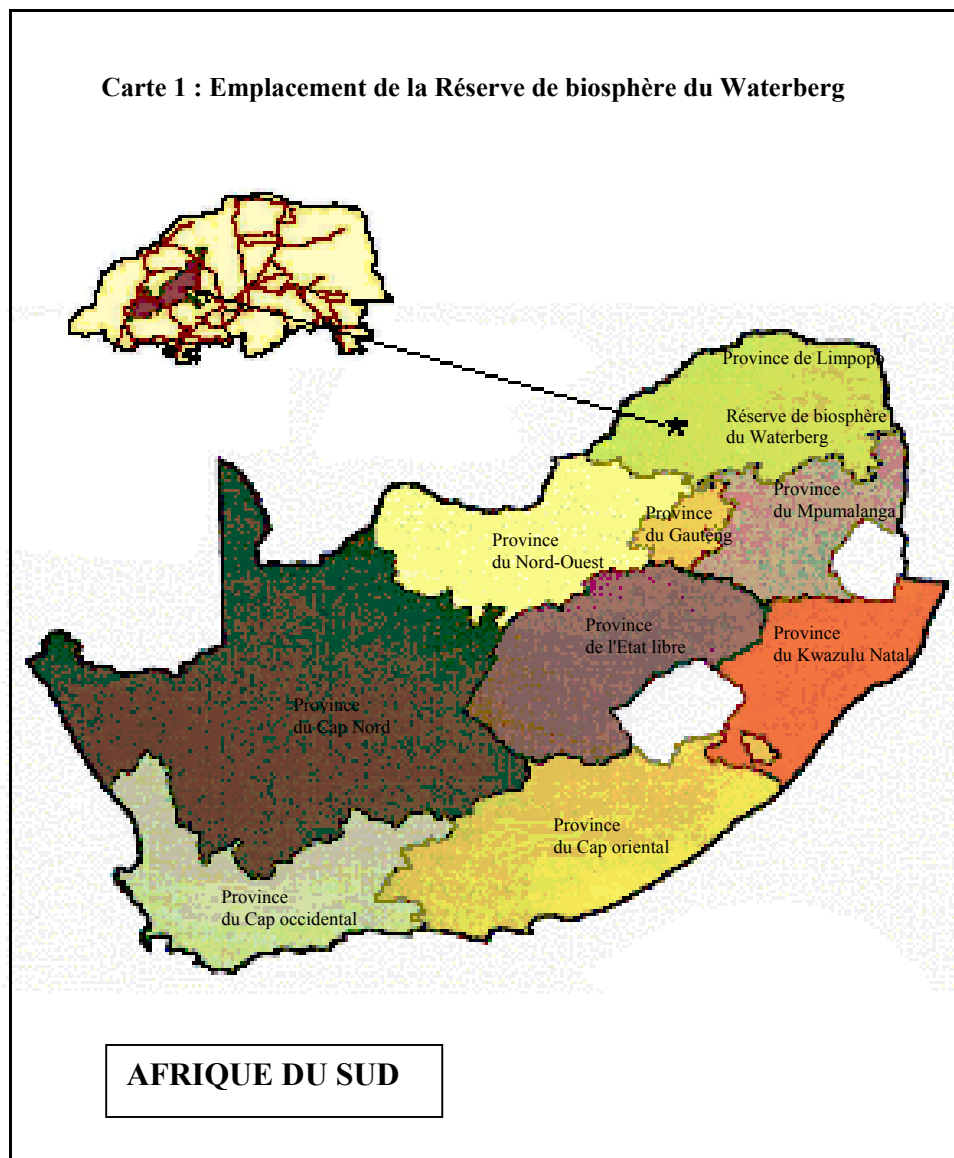 Carte 1 : Emplacement de la Réserve de biosphère du Waterberg
Province de Limpopo
Réserve de biosphère
du Waterberg
Province
du Mpumalanga
Province
du Gauteng
Province
du Nord-Ouest
Province
de l'Etat libre
Province
du Kwazulu Natal
Province
du Cap Nord
Province
du Cap oriental
Province
du Cap occidental
AFRIQUE DU SUD